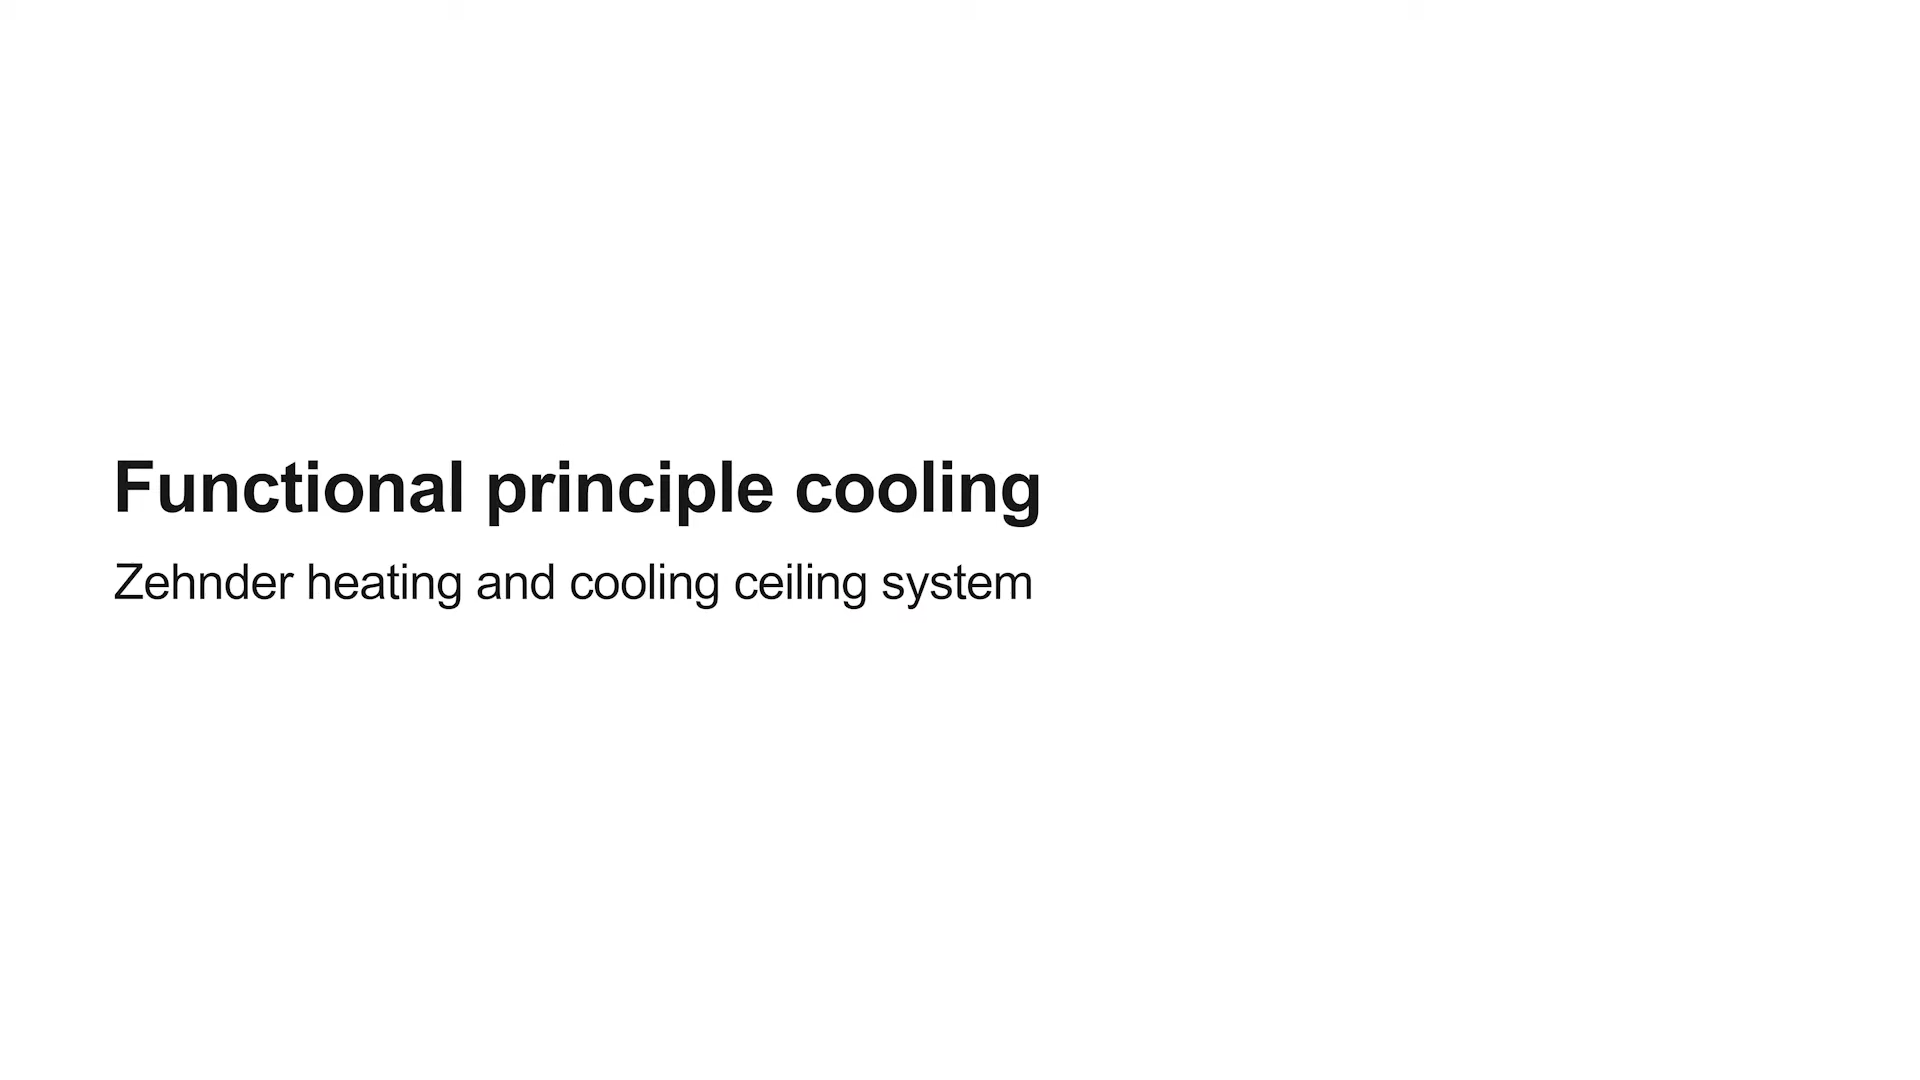 Functional principle cooling
Zehnder heating and cooling ceiling system